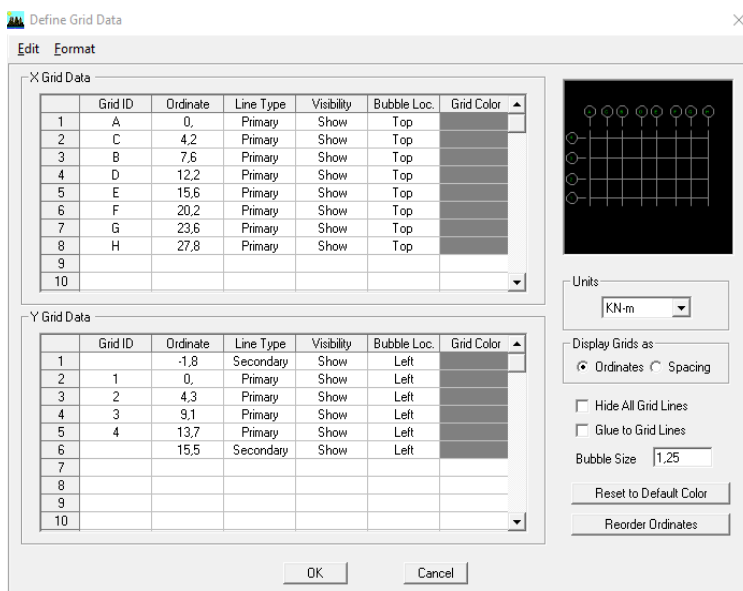 Define Grid Data
Edit Format
X Grid Data
Grid ID Ordinate Line Type Visibility Bubble Loc. Grid Color
1 A 0, Primary Show Top
2 C 4,2 Primary Show Top
3 B 7,6 Primary Show Top
4 D 12,2 Primary Show Top
5 E 15,6 Primary Show Top
6 F 20,2 Primary Show Top
7 G 23,6 Primary Show Top
8 H 27,8 Primary Show Top
9
10
Y Grid Data
Grid ID Ordinate Line Type Visibility Bubble Loc. Grid Color
1 -1,8 Secondary Show Left
2 1 0, Primary Show Left
3 2 4,3 Primary Show Left
4 3 9,1 Primary Show Left
5 4 13,7 Primary Show Left
6 15,5 Secondary Show Left
7
8
9
10
Units
KN-m
Display Grids as
Ordinates Spacing
Hide All Grid Lines
Glue to Grid Lines
Bubble Size 1,25
Reset to Default Color
Reorder Ordinates
OK Cancel